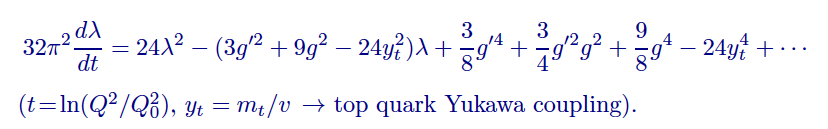 32π² dλ/dt = 24λ² − (3g′² + 9g² − 24y_t²)λ + 3/8 g′⁴ + 3/4 g′²g² + 9/8 g⁴ − 24y_t⁴ + ⋯
(t=ln(Q²/Q₀²), y_t = m_t/v → top quark Yukawa coupling).